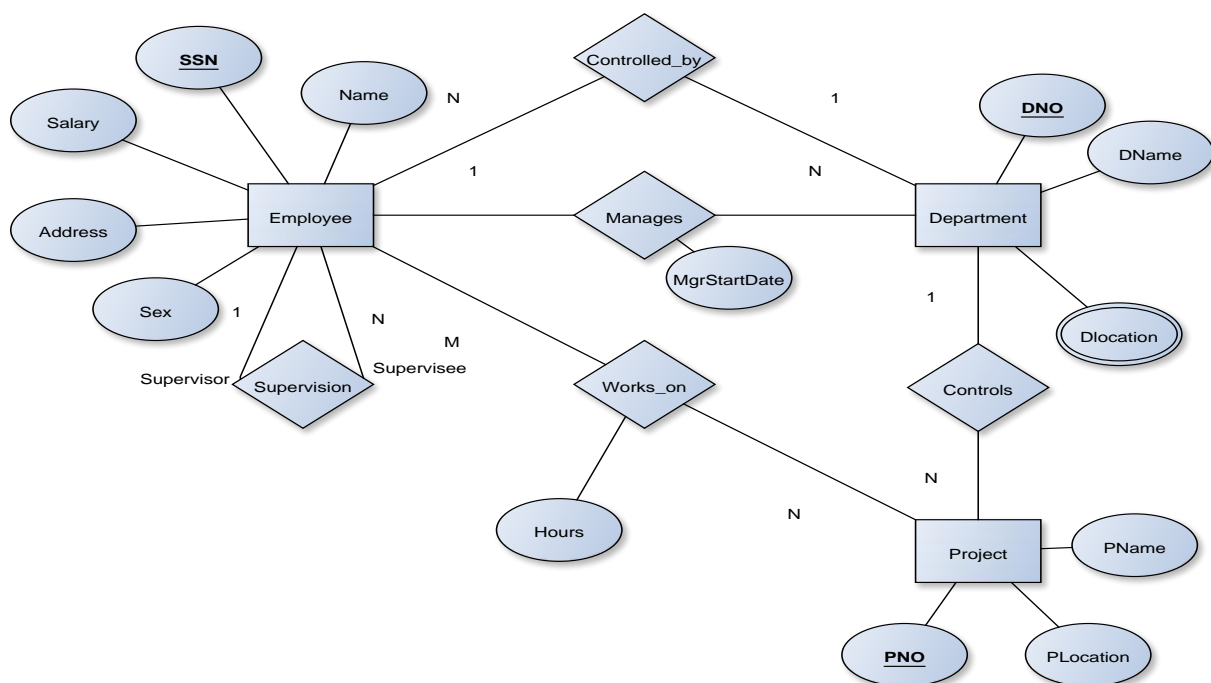 Controlled_by
SSN
Name
N
1
DNO
Salary
DName
1
N
Employee
Manages
Department
Address
MgrStartDate
Sex
1
N
1
Dlocation
M
Supervisor
Supervision
Supervisee
Works_on
Controls
N
Hours
N
Project
PName
PNO
PLocation